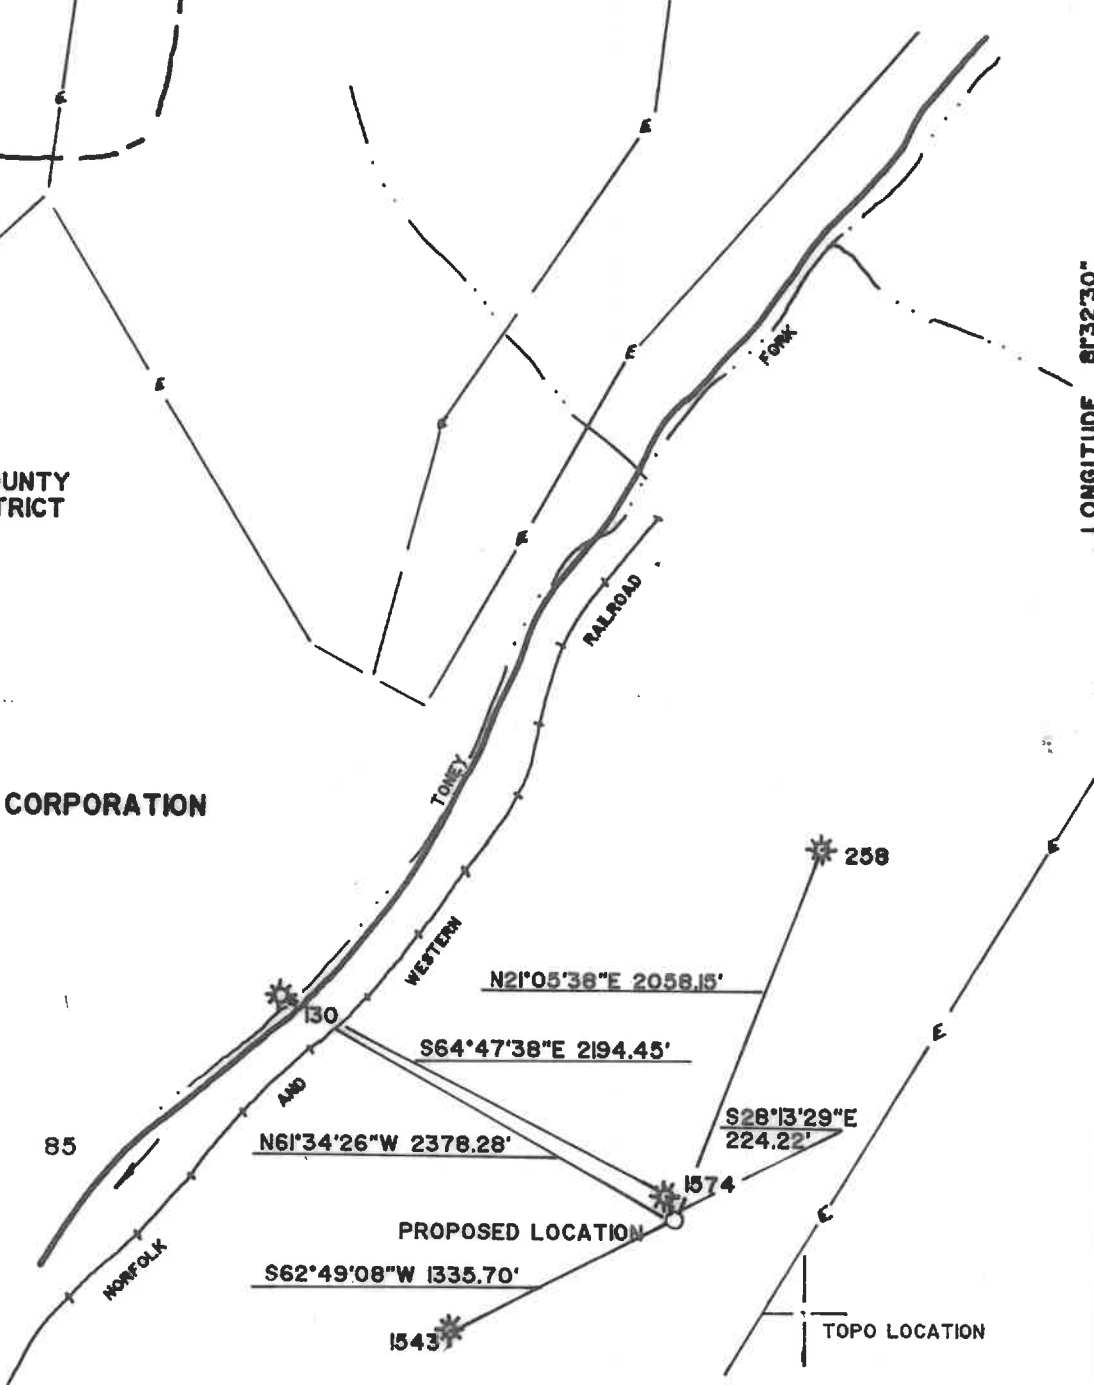 E
E
E
FORK
LONGITUDE 81°32'30"
E
OUNTY
TRICT
E
RAILROAD
TONEY
CORPORATION
E
258
WESTERN
N21°05'38"E 2058.15'
130
S64°47'38"E 2194.45'
E
AND
S28°13'29"E
224.22'
85
N61°34'26"W 2378.28'
1574
E
PROPOSED LOCATION
NORFOLK
S62°49'08"W 1335.70'
1543
TOPO LOCATION